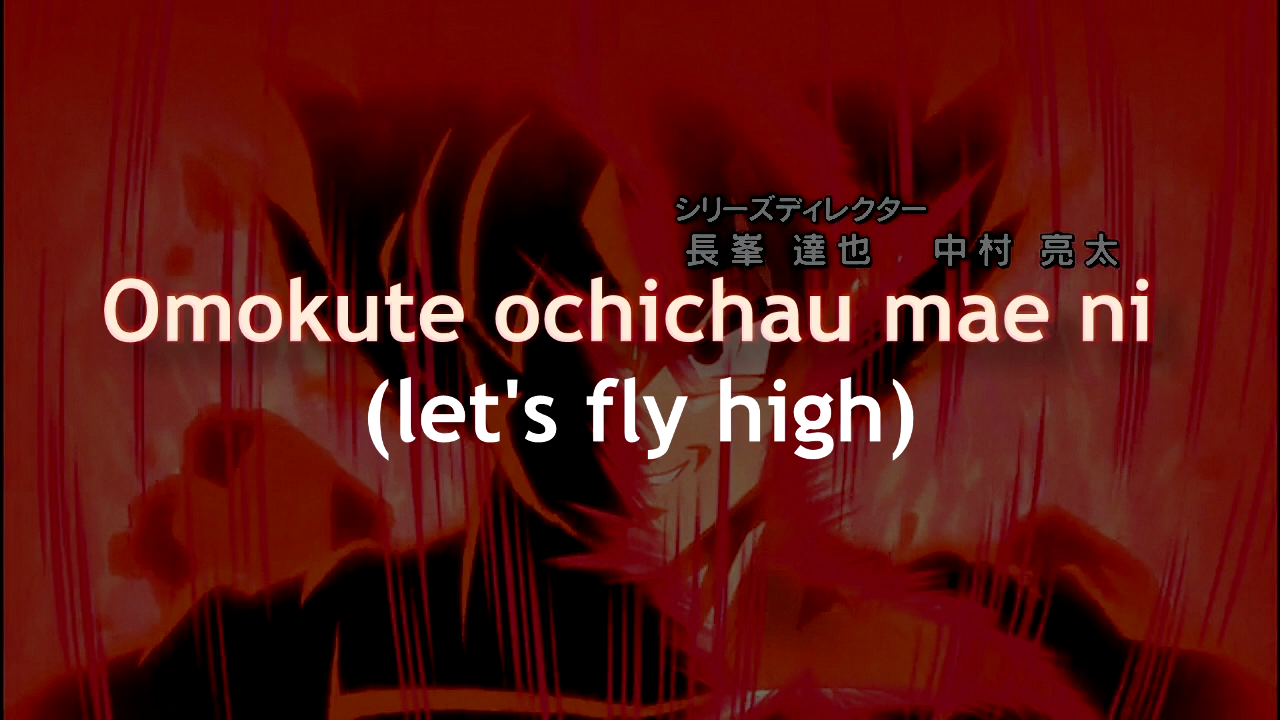 シリーズディレクター
長峯 達也 中村 亮太
Omokute ochichau mae ni
(let's fly high)